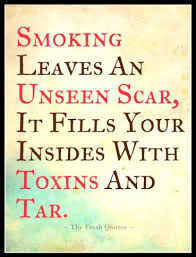 Smoking
Leaves An
Unseen Scar,
It Fills Your
Insides With
Toxins And
Tar.
~ The Fresh Quotes ~